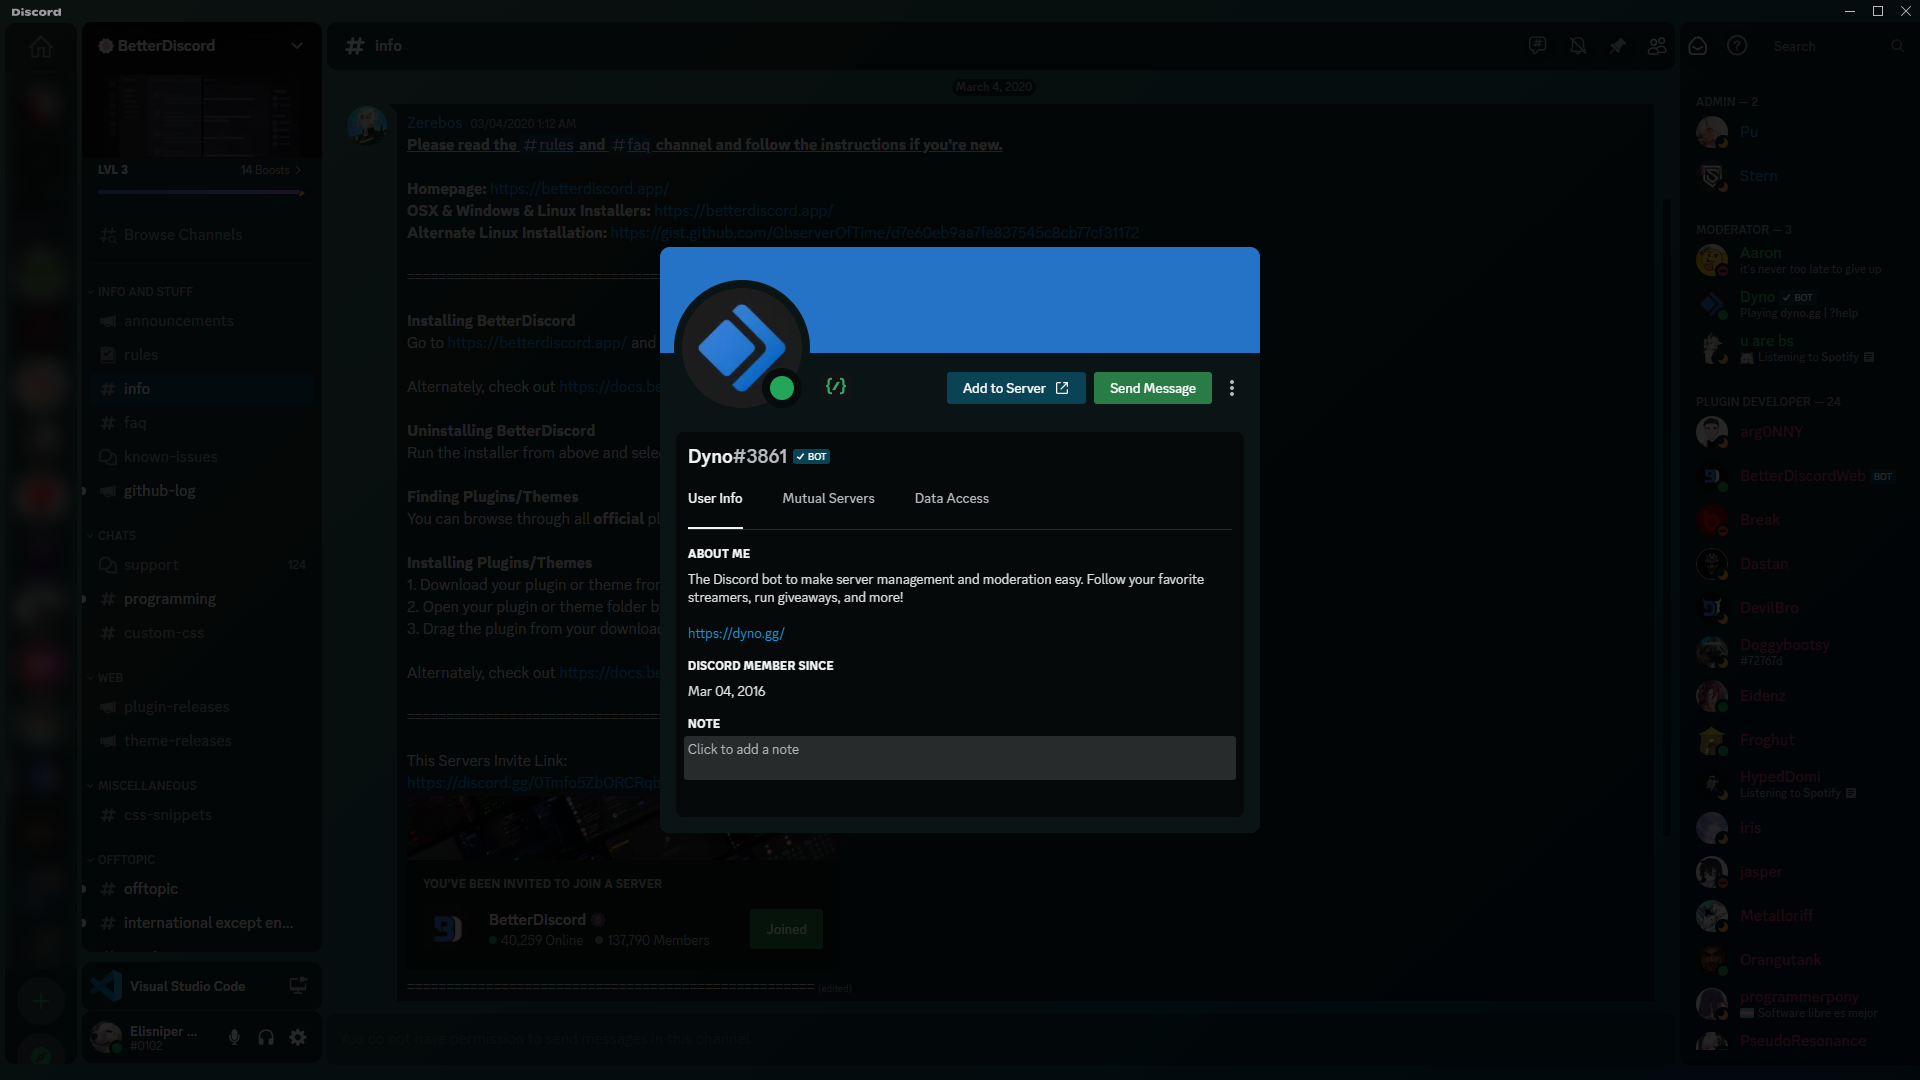 Discord
BetterDiscord
LVL 3
14 Boosts
Browse Channels
INFO AND STUFF
announcements
rules
info
faq
known-issues
github-log
CHATS
support
124
programming
custom-css
WEB
plugin-releases
theme-releases
MISCELLANEOUS
css-snippets
OFFTOPIC
offtopic
international except en...
Visual Studio Code
Elisniper ...
#0102
# info
Search
March 4, 2020
Zerebos 03/04/2020 1:12 AM
Please read the #rules and #faq channel and follow the instructions if you're new.
Homepage: https://betterdiscord.app/
OSX & Windows & Linux Installers: https://betterdiscord.app/
Alternate Linux Installation: https://gist.github.com/ObserverOfTime/d7e60eb9aa7fe837545c8cb77cf31172
Installing BetterDiscord
Go to https://betterdiscord.app/ and
Alternately, check out https://docs.be
Uninstalling BetterDiscord
Run the installer from above and sele
Finding Plugins/Themes
You can browse through all official pl
Installing Plugins/Themes
1. Download your plugin or theme from
2. Open your plugin or theme folder b
3. Drag the plugin from your downloa
Alternately, check out https://docs.be
This Servers Invite Link:
https://discord.gg/0Tmfo5ZbORCRqb
YOU'VE BEEN INVITED TO JOIN A SERVER
BetterDiscord
40,259 Online 137,790 Members
Joined
================================================== (edited)
You do not have permission to send messages in this channel.
{/}
Add to Server
Send Message
Dyno#3861 BOT
User Info
Mutual Servers
Data Access
ABOUT ME
The Discord bot to make server management and moderation easy. Follow your favorite
streamers, run giveaways, and more!
https://dyno.gg/
DISCORD MEMBER SINCE
Mar 04, 2016
NOTE
Click to add a note
ADMIN — 2
Pu
Stern
MODERATOR — 3
Aaron
it's never too late to give up
Dyno BOT
Playing dyno.gg | ?help
u are bs
Listening to Spotify
PLUGIN DEVELOPER — 24
arg0NNY
BetterDiscordWeb BOT
Break
Dastan
DevilBro
Doggybootsy
#72767d
Eidenz
Froghut
HypedDomi
Listening to Spotify
Iris
jasper
Metalloriff
Orangutank
programmerpony
Software libre es mejor
PseudoResonance